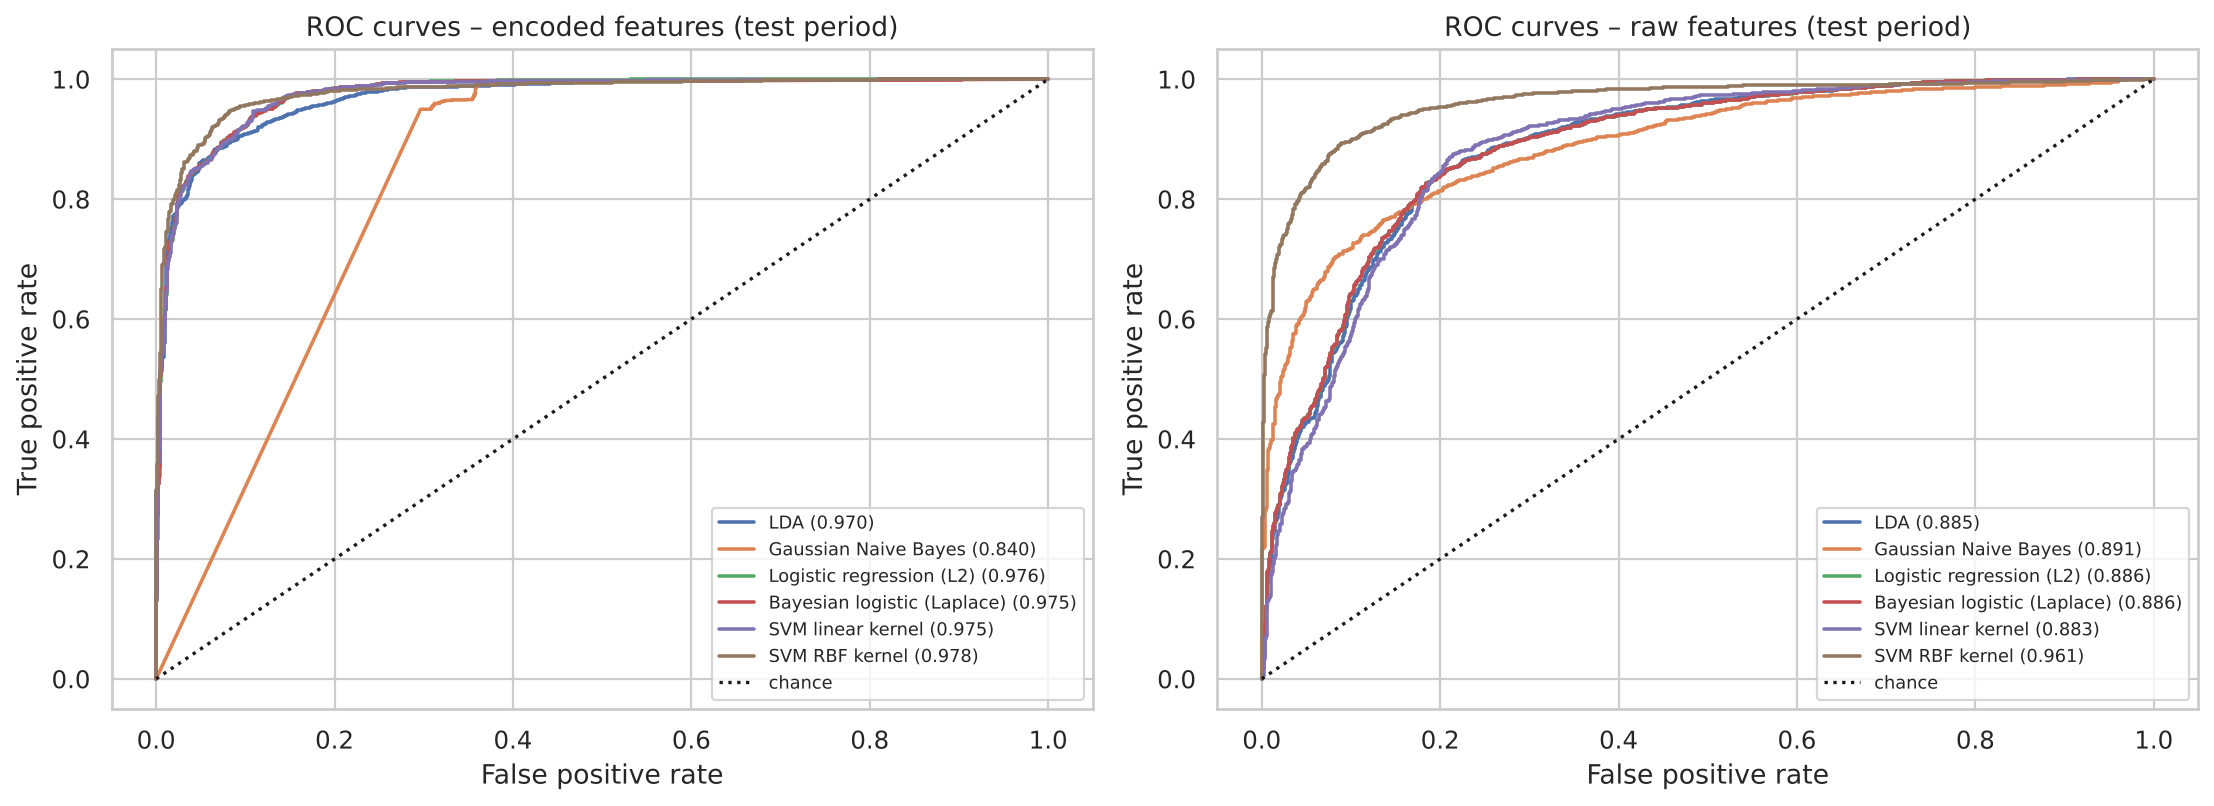 ROC curves – encoded features (test period)
True positive rate
1.0
0.8
0.6
0.4
0.2
0.0
0.0 0.2 0.4 0.6 0.8 1.0
False positive rate
LDA (0.970)
Gaussian Naive Bayes (0.840)
Logistic regression (L2) (0.976)
Bayesian logistic (Laplace) (0.975)
SVM linear kernel (0.975)
SVM RBF kernel (0.978)
chance
ROC curves – raw features (test period)
True positive rate
1.0
0.8
0.6
0.4
0.2
0.0
0.0 0.2 0.4 0.6 0.8 1.0
False positive rate
LDA (0.885)
Gaussian Naive Bayes (0.891)
Logistic regression (L2) (0.886)
Bayesian logistic (Laplace) (0.886)
SVM linear kernel (0.883)
SVM RBF kernel (0.961)
chance